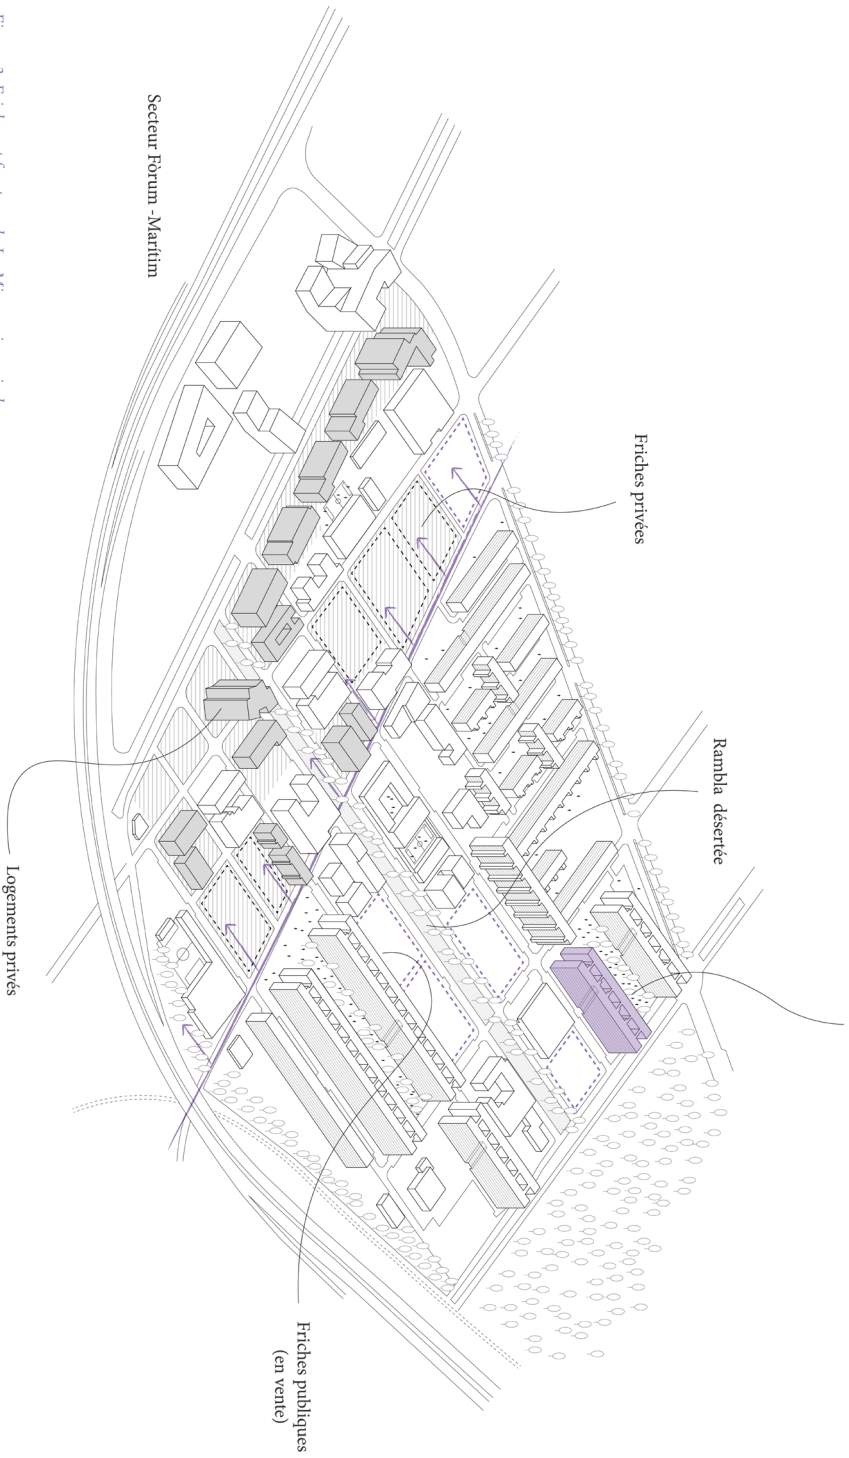 Secteur Fòrum -Marítim
Friches privées
Rambla désertée
Logements privés
Friches publiques
(en vente)